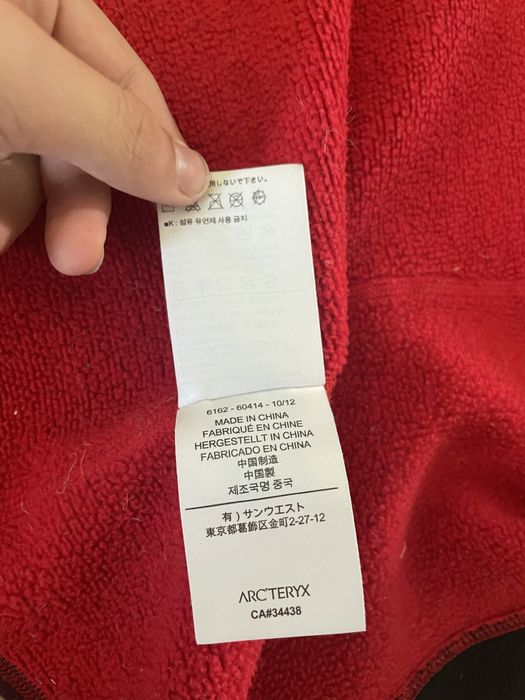 用しないで下さい。
■K : 섬유 유연제 사용 금지
6162 - 60414 - 10/12
MADE IN CHINA
FABRIQUÉ EN CHINE
HERGESTELLT IN CHINA
FABRICADO EN CHINA
中国制造
中国製
제조국명 중국
有 ) サンウエスト
東京都葛飾区金町2-27-12
ARC'TERYX
CA#34438